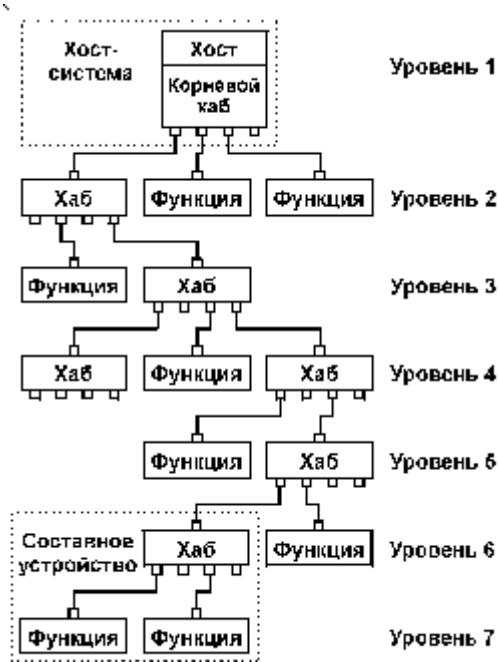 Хост-
система
Хост
Корневой
хаб
Уровень 1
Хаб
Функция
Функция
Уровень 2
Функция
Хаб
Уровень 3
Хаб
Функция
Хаб
Уровень 4
Функция
Хаб
Уровень 5
Составное
устройство
Хаб
Функция
Уровень 6
Функция
Функция
Уровень 7